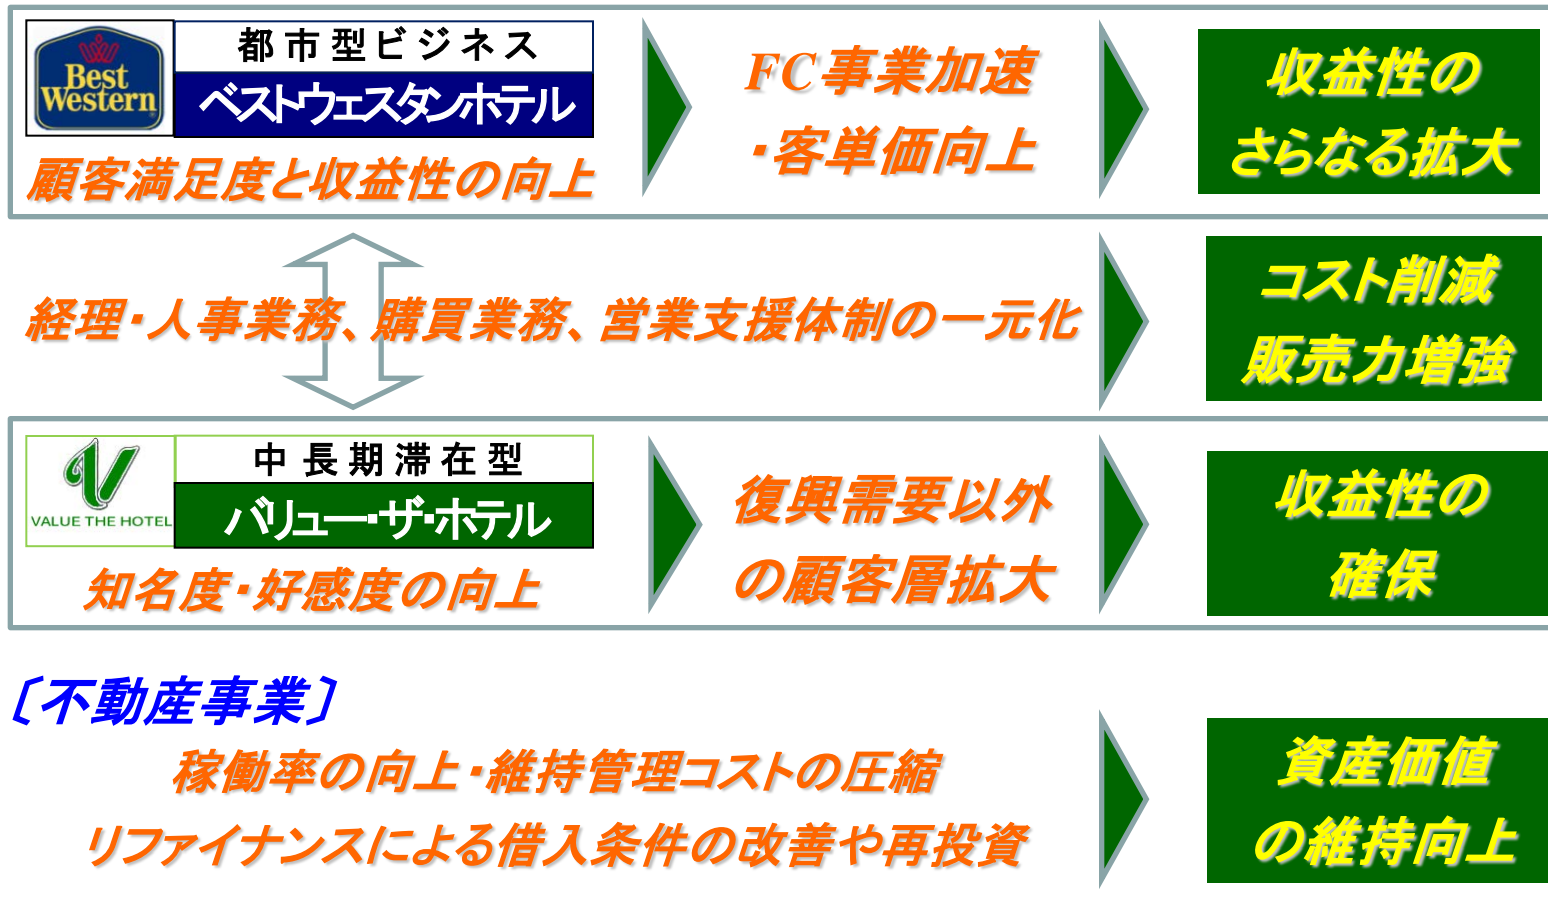 Best
Western
都市型ビジネス
ベストウェスタンホテル
顧客満足度と収益性の向上
FC事業加速
・客単価向上
収益性の
さらなる拡大
経理・人事業務、購買業務、営業支援体制の一元化
コスト削減
販売力増強
VALUE THE HOTEL
中長期滞在型
バリュー・ザ・ホテル
知名度・好感度の向上
復興需要以外
の顧客層拡大
収益性の
確保
〔不動産事業〕
稼働率の向上・維持管理コストの圧縮
リファイナンスによる借入条件の改善や再投資
資産価値
の維持向上